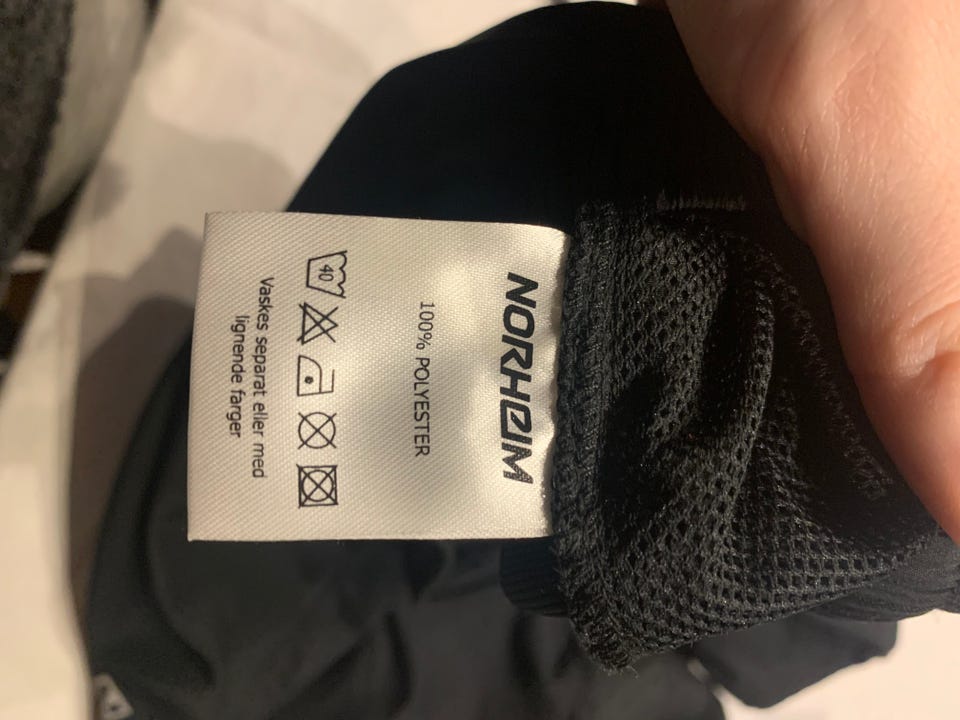 NORHEIM
100% POLYESTER
40
Vaskes separat eller med
lignende farger